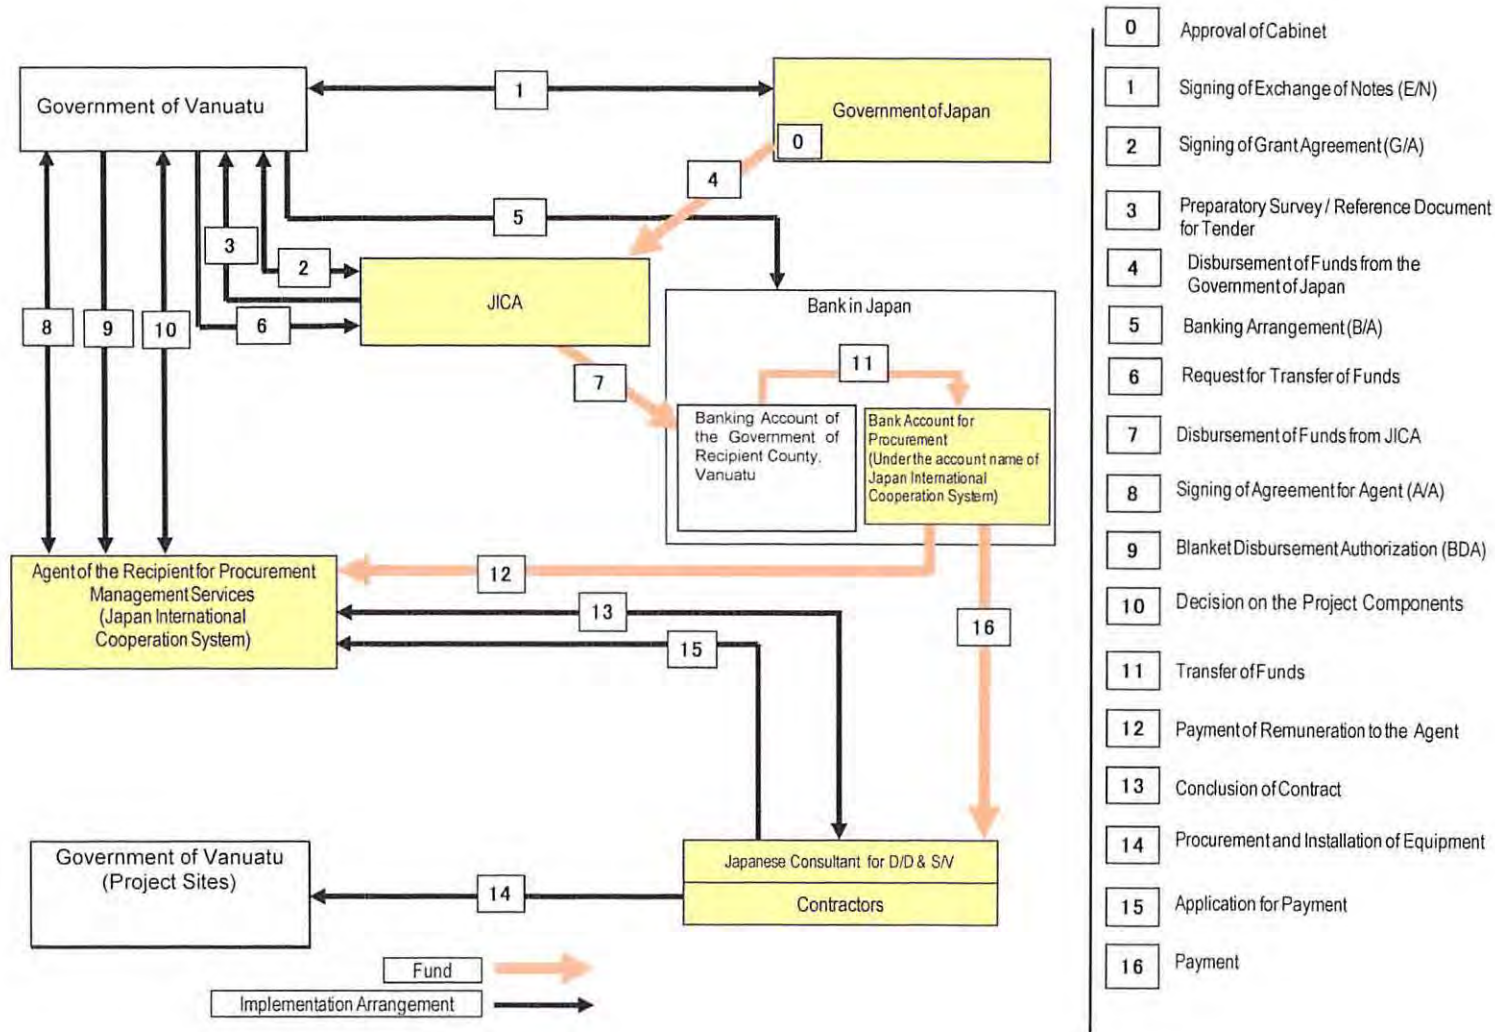 Government of Vanuatu
1
Government of Japan
0
4
5
3
2
JICA
6
8
9
10
Bank in Japan
11
7
Banking Account of
the Government of
Recipient County.
Vanuatu
Bank Account for
Procurement
(Under the account name of
Japan International
Cooperation System)
Agent of the Recipient for Procurement
Management Services
(Japan International
Cooperation System)
12
13
15
16
Government of Vanuatu
(Project Sites)
14
Japanese Consultant for D/D & S/V
Contractors
Fund
Implementation Arrangement
0 Approval of Cabinet
1 Signing of Exchange of Notes (E/N)
2 Signing of Grant Agreement (G/A)
3 Preparatory Survey / Reference Document
for Tender
4 Disbursement of Funds from the
Government of Japan
5 Banking Arrangement (B/A)
6 Request for Transfer of Funds
7 Disbursement of Funds from JICA
8 Signing of Agreement for Agent (A/A)
9 Blanket Disbursement Authorization (BDA)
10 Decision on the Project Components
11 Transfer of Funds
12 Payment of Remuneration to the Agent
13 Conclusion of Contract
14 Procurement and Installation of Equipment
15 Application for Payment
16 Payment